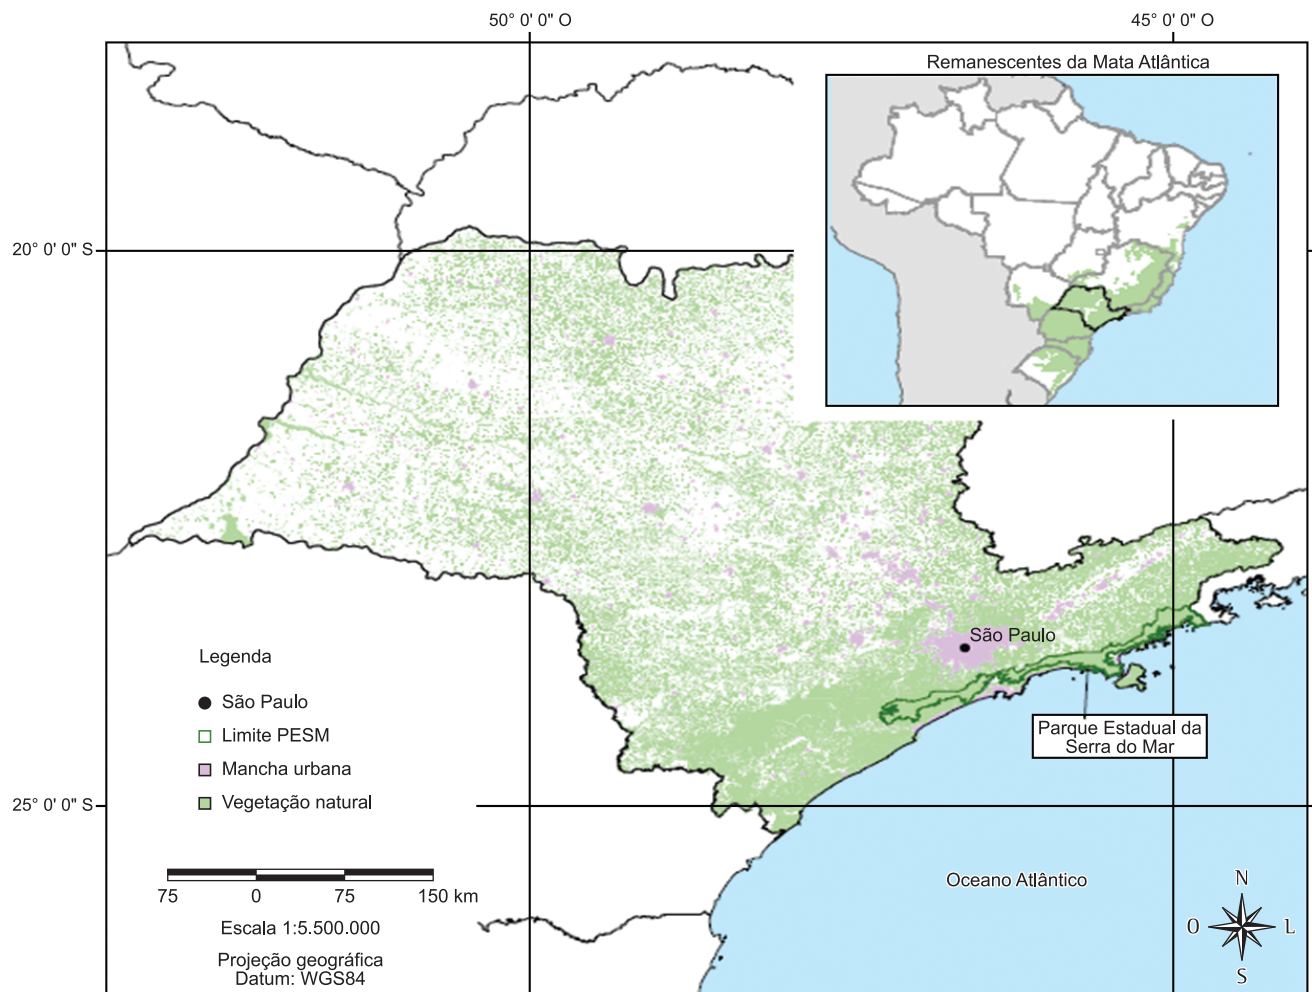 50° 0' 0" O
45° 0' 0" O
Remanescentes da Mata Atlântica
20° 0' 0" S
São Paulo
Legenda
São Paulo
Limite PESM
Mancha urbana
Vegetação natural
Parque Estadual da
Serra do Mar
25° 0' 0" S
75 0 75 150 km
Escala 1:5.500.000
Projeção geográfica
Datum: WGS84
Oceano Atlântico
N
O L
S